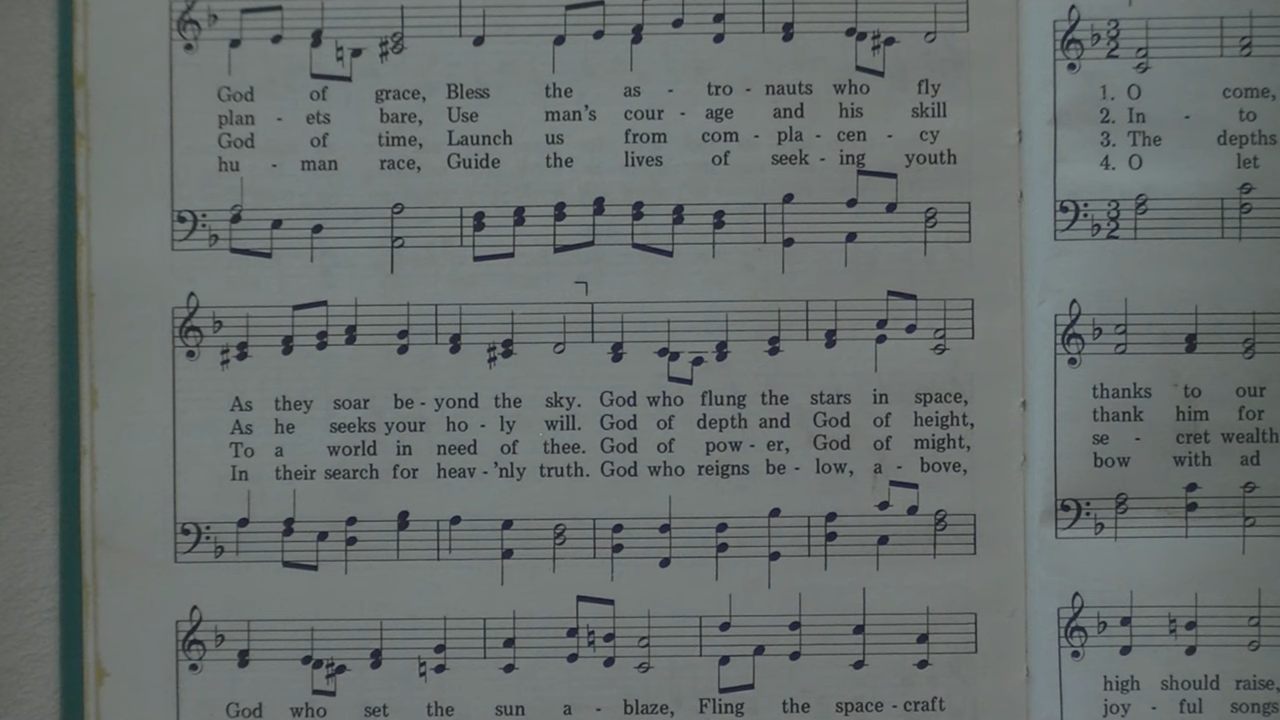 God of grace, Bless the as - tro - nauts who fly
plan - ets bare, Use man's cour - age and his skill
God of time, Launch us from com - pla - cen - cy
hu - man race, Guide the lives of seek - ing youth
As they soar be - yond the sky. God who flung the stars in space,
As he seeks your ho - ly will. God of depth and God of height,
To a world in need of thee. God of pow - er, God of might,
In their search for heav - 'nly truth. God who reigns be - low, a - bove,
God who set the sun a - blaze, Fling the space - craft
3
2
1. O come,
2. In - to
3. The depths
4. O let
3
2
thanks to our
thank him for
se - cret wealth
bow with ad
high should raise,
joy - ful songs